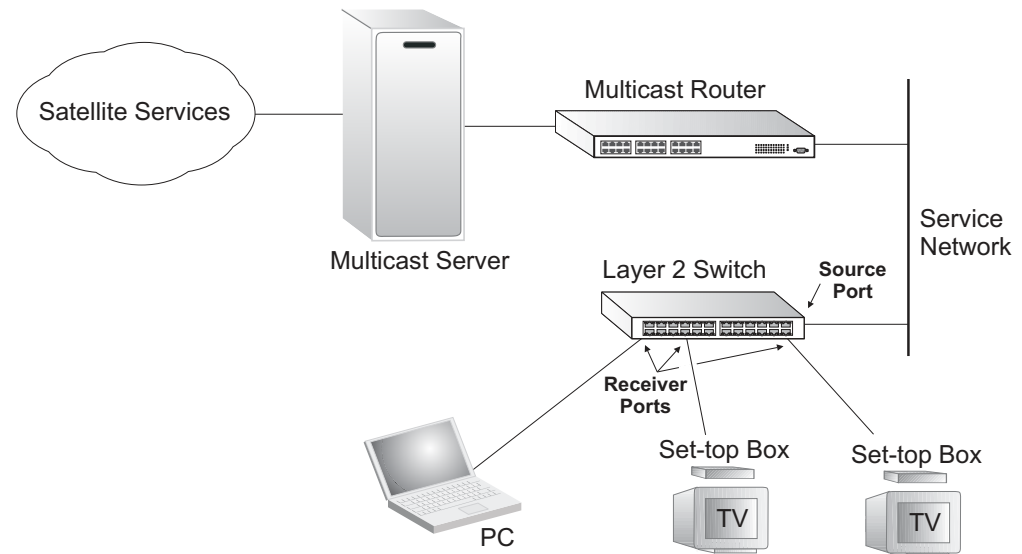 Satellite Services
Multicast Router
Multicast Server
Service
Network
Layer 2 Switch
Source
Port
Receiver
Ports
Set-top Box
Set-top Box
TV
TV
PC